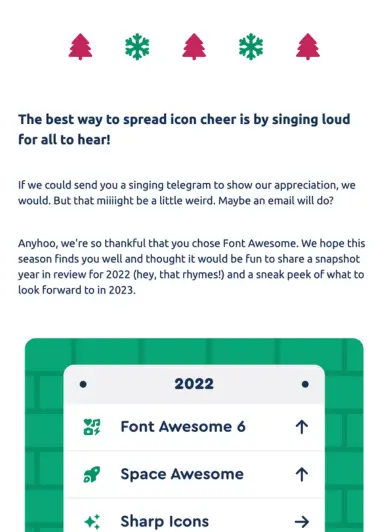 The best way to spread icon cheer is by singing loud
for all to hear!
If we could send you a singing telegram to show our appreciation, we
would. But that miiiight be a little weird. Maybe an email will do?
Anyhoo, we're so thankful that you chose Font Awesome. We hope this
season finds you well and thought it would be fun to share a snapshot
year in review for 2022 (hey, that rhymes!) and a sneak peek of what to
look forward to in 2023.
2022
Font Awesome 6
Space Awesome
Sharp Icons